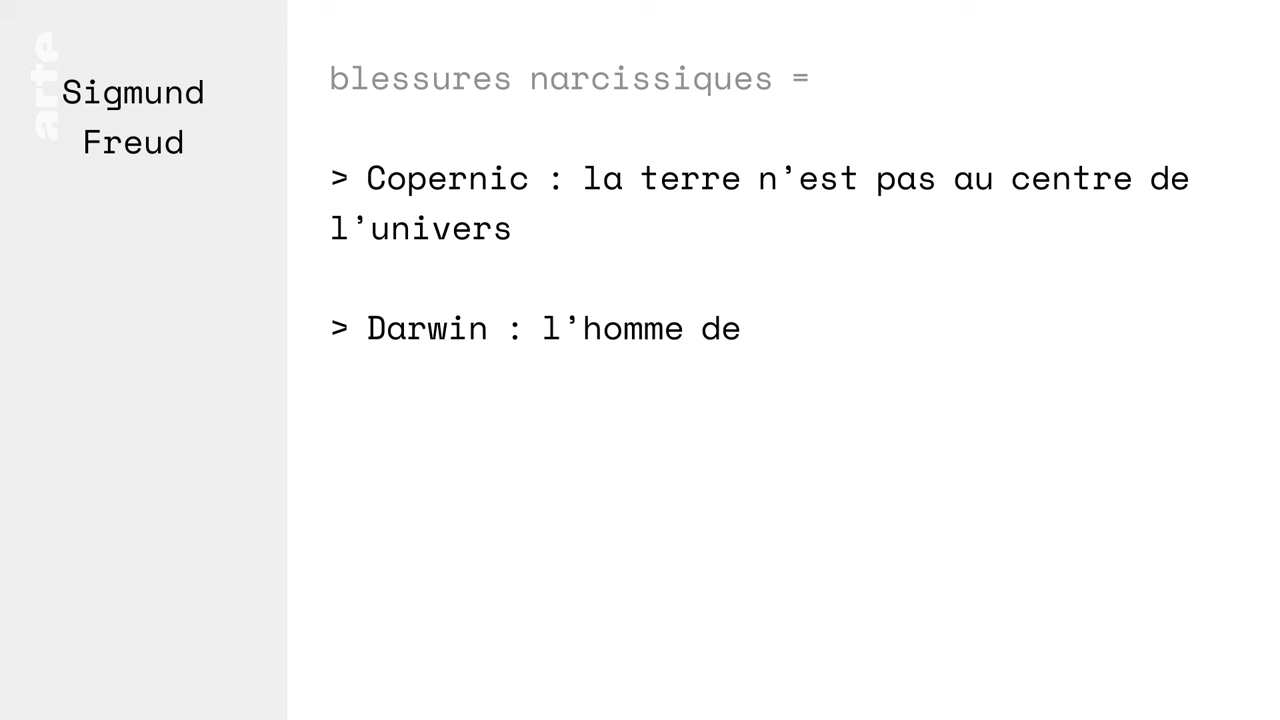 arte
Sigmund
Freud
blessures narcissiques =
> Copernic : la terre n’est pas au centre de
l’univers
> Darwin : l’homme de